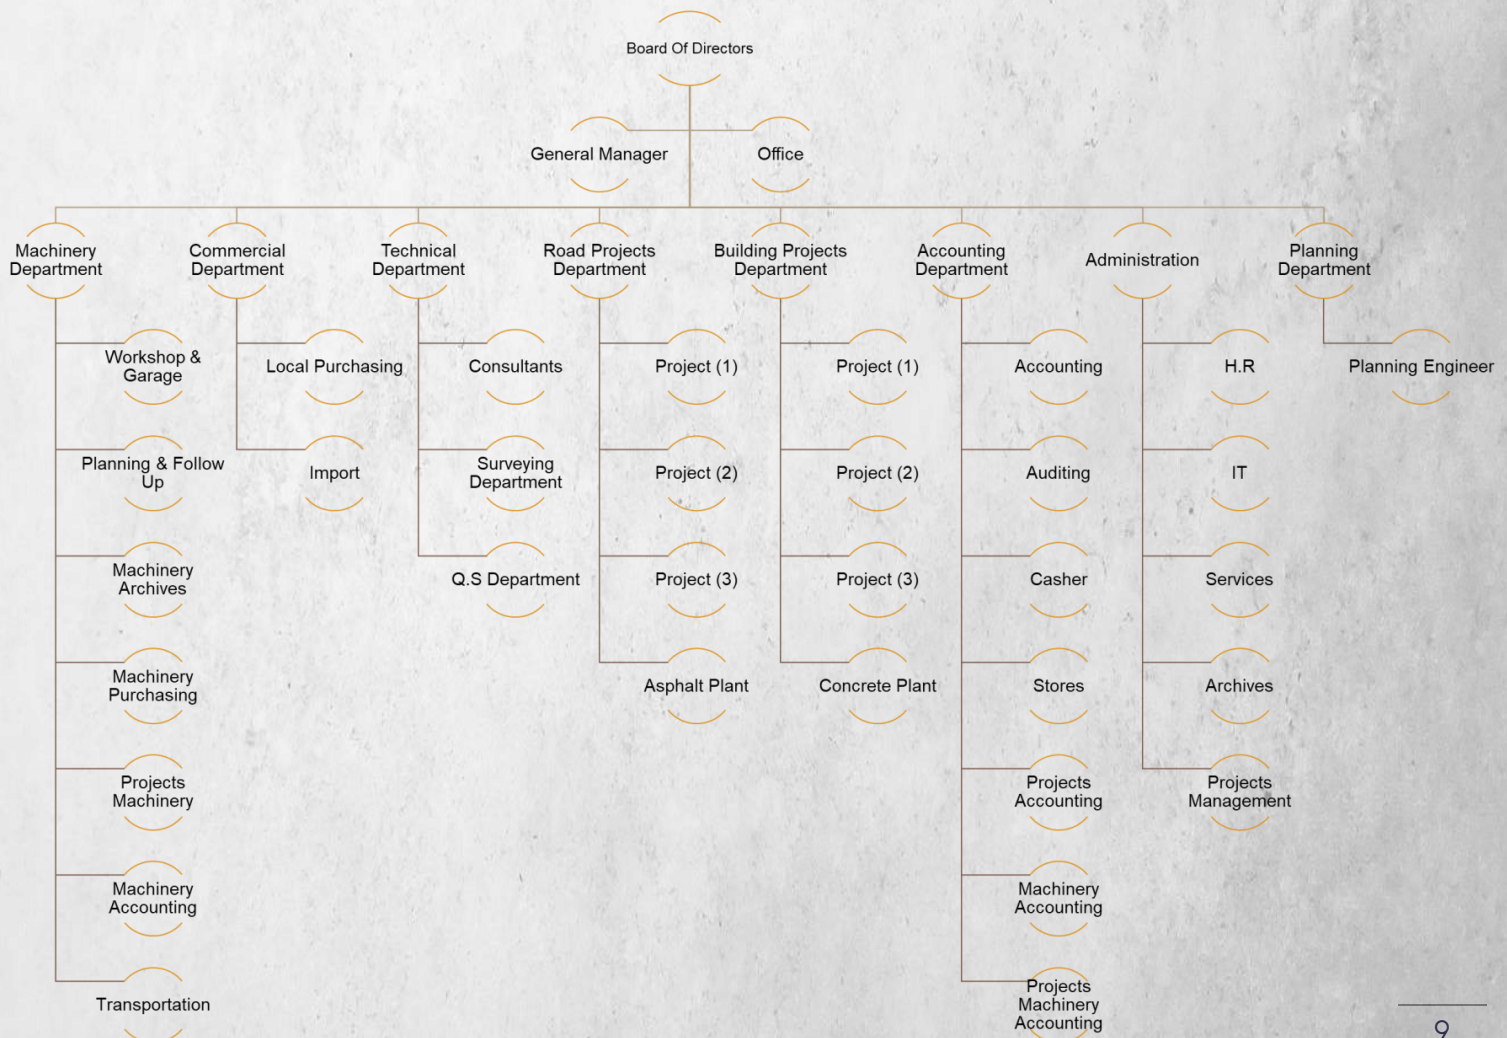 Board Of Directors
General Manager
Office
Machinery
Department
Commercial
Department
Technical
Department
Road Projects
Department
Building Projects
Department
Accounting
Department
Administration
Planning
Department
Workshop &
Garage
Local Purchasing
Consultants
Project (1)
Project (1)
Accounting
H.R
Planning Engineer
Planning & Follow
Up
Import
Surveying
Department
Project (2)
Project (2)
Auditing
IT
Machinery
Archives
Q.S Department
Project (3)
Project (3)
Casher
Services
Machinery
Purchasing
Asphalt Plant
Concrete Plant
Stores
Archives
Projects
Machinery
Projects
Accounting
Projects
Management
Machinery
Accounting
Machinery
Accounting
Transportation
Projects
Machinery
Accounting
9